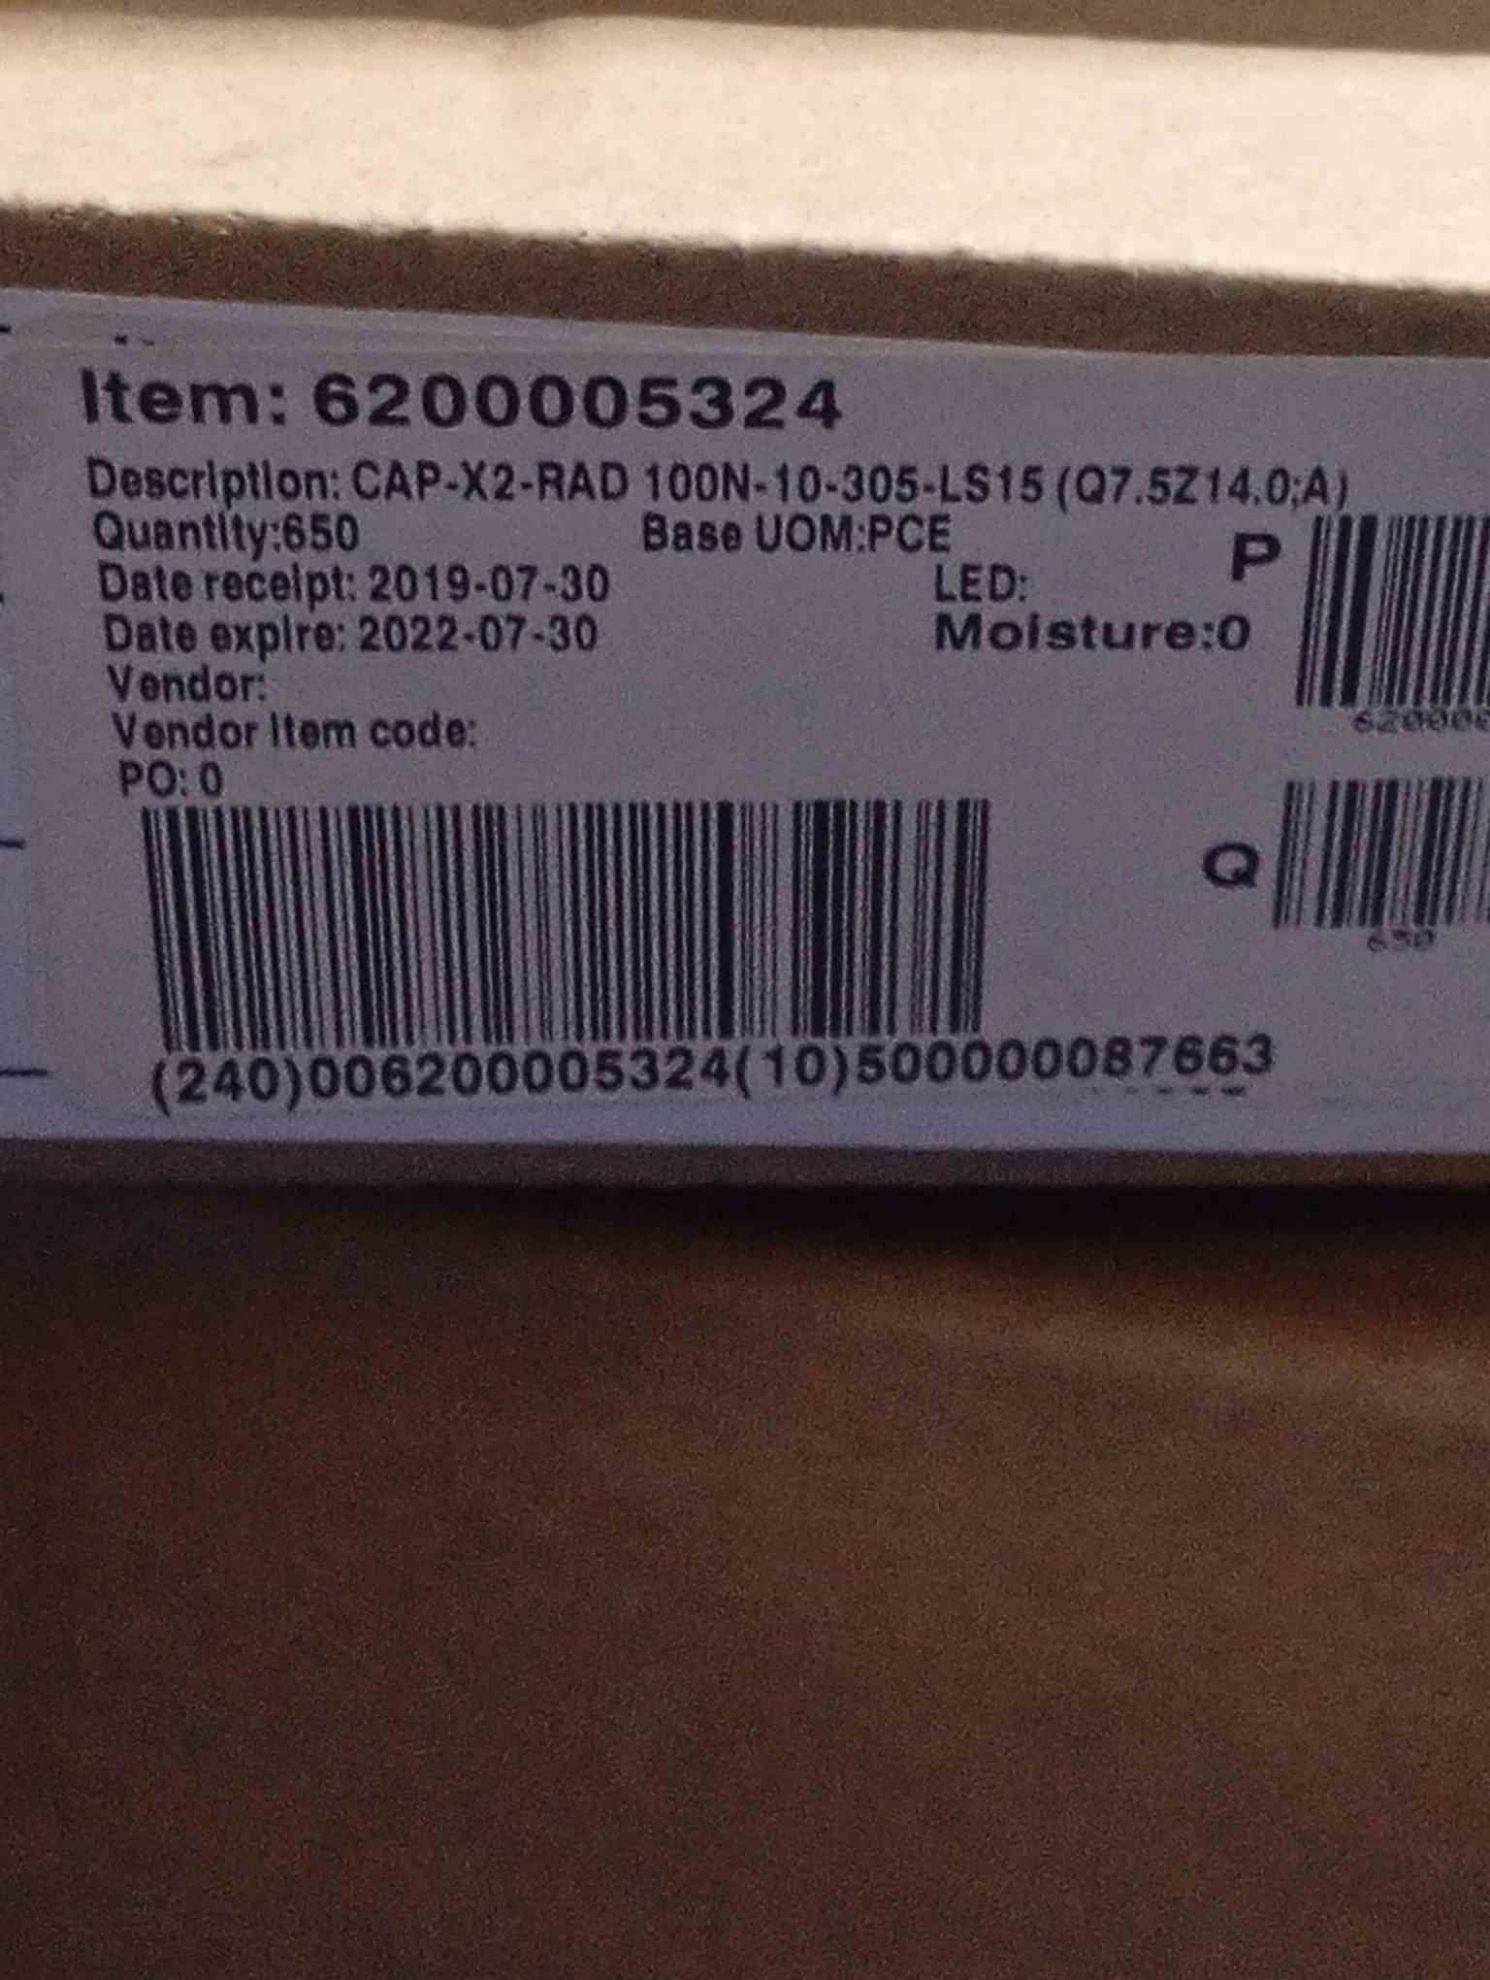 Item: 6200005324
Description: CAP-X2-RAD 100N-10-305-LS15 (Q7.5Z14.0;A)
Quantity:650 Base UOM:PCE
Date receipt: 2019-07-30 LED:
Date expire: 2022-07-30 Moisture:0
Vendor:
Vendor Item code:
PO: 0
(240)006200005324(10)500000087663
P
620000
Q
650